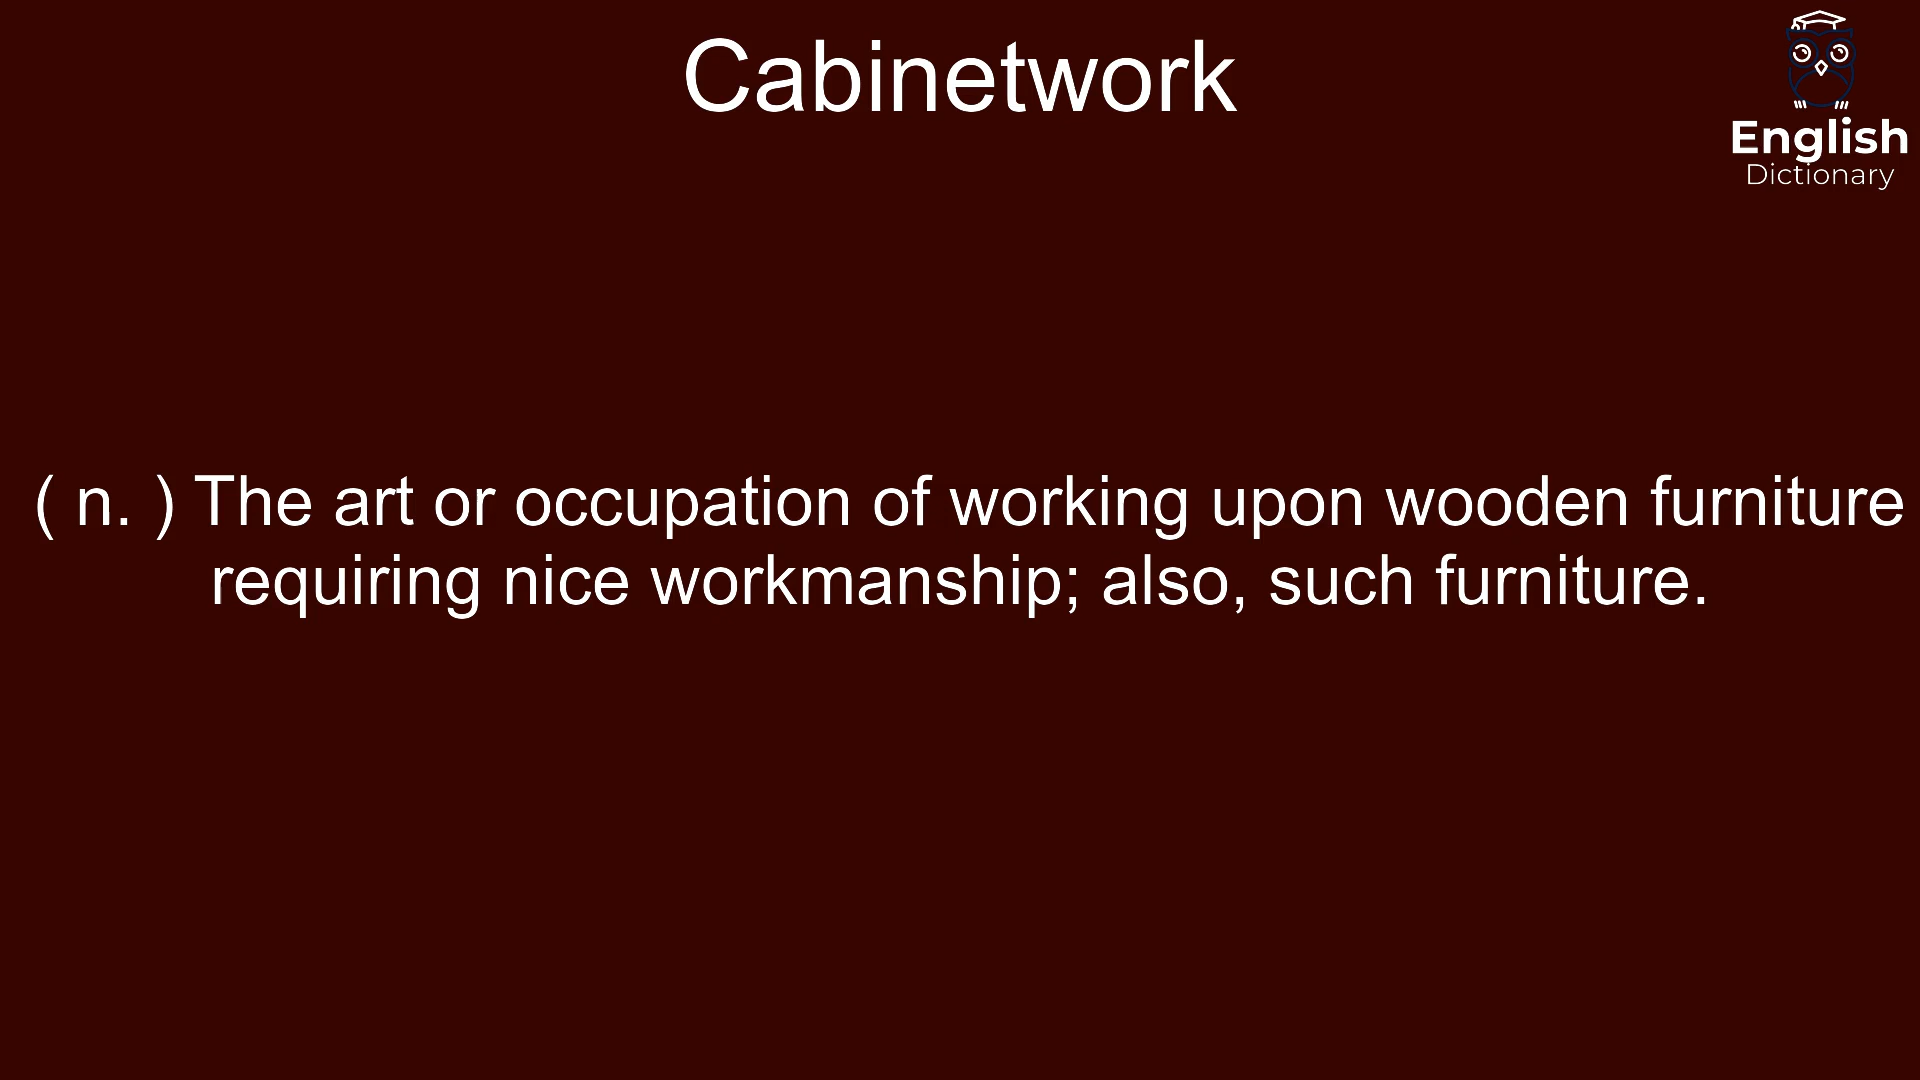 Cabinetwork
English
Dictionary
( n. ) The art or occupation of working upon wooden furniture
requiring nice workmanship; also, such furniture.